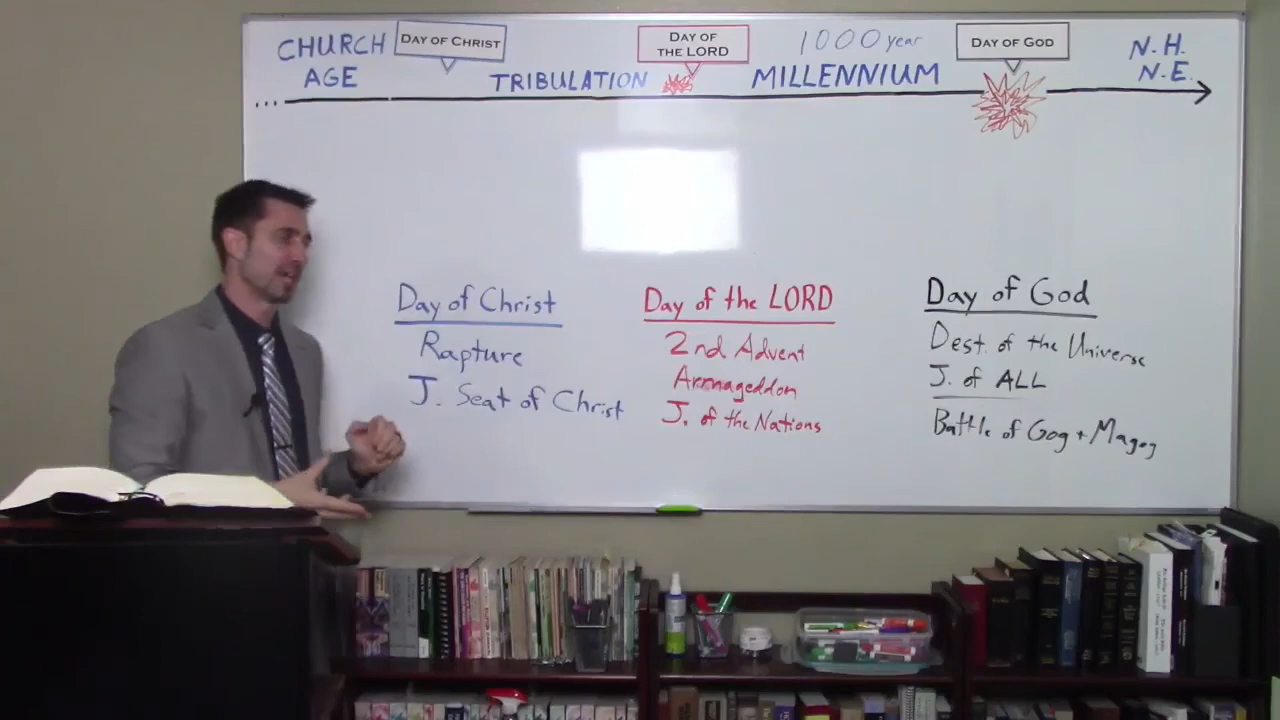 CHURCH
AGE
DAY OF CHRIST
TRIBULATION
DAY OF
THE LORD
1000 year
MILLENNIUM
DAY OF GOD
N.H.
N.E.
...
Day of Christ
Rapture
J. Seat of Christ
Day of the LORD
2nd Advent
Armageddon
J. of the Nations
Day of God
Dest. of the Universe
J. of ALL
Battle of Gog + Magog